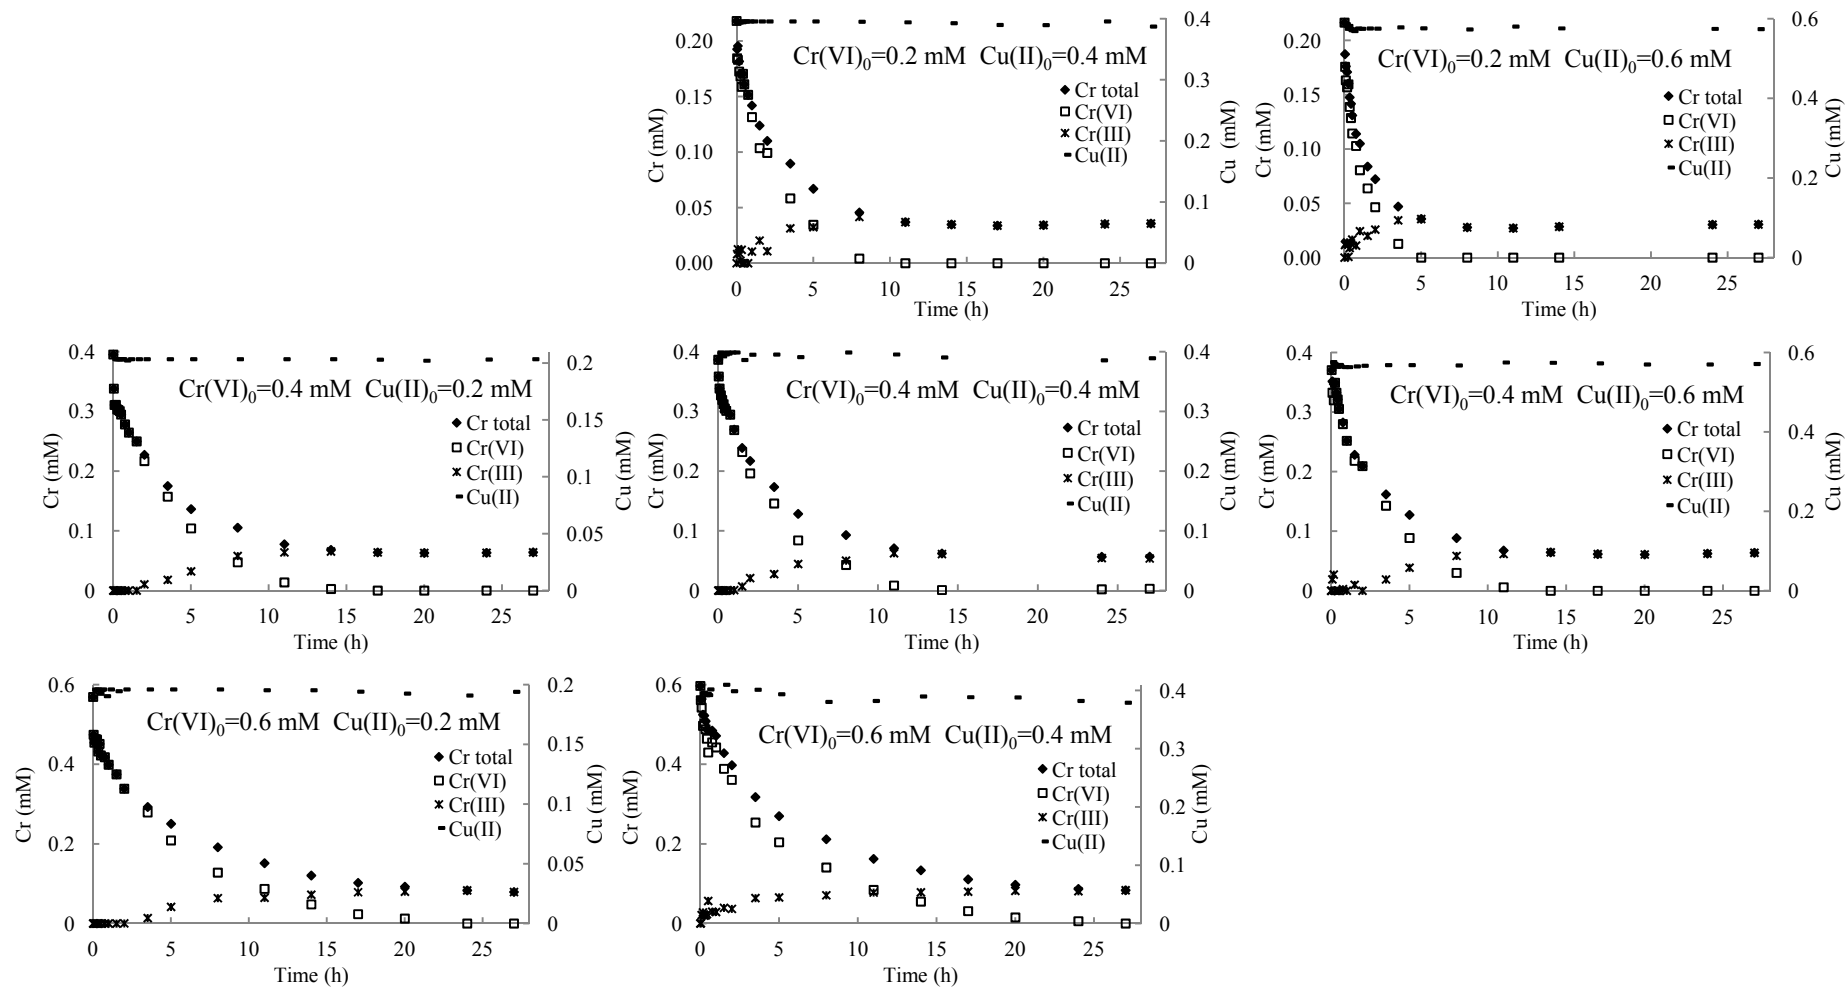 Cr(VI)0=0.2 mM Cu(II)0=0.4 mM
Cr total
Cr(VI)
Cr(III)
Cu(II)
0.20
0.15
0.10
0.05
0.00
Cr (mM)
0.4
0.3
0.2
0.1
0
Cu (mM)
0 5 10 15 20 25
Time (h)
Cr(VI)0=0.2 mM Cu(II)0=0.6 mM
Cr total
Cr(VI)
Cr(III)
Cu(II)
0.20
0.15
0.10
0.05
0.00
Cr (mM)
0.6
0.4
0.2
0
Cu (mM)
0 5 10 15 20 25
Time (h)
Cr(VI)0=0.4 mM Cu(II)0=0.2 mM
Cr total
Cr(VI)
Cr(III)
Cu(II)
0.4
0.3
0.2
0.1
0
Cr (mM)
0.2
0.15
0.1
0.05
0
Cu (mM)
0 5 10 15 20 25
Time (h)
Cr(VI)0=0.4 mM Cu(II)0=0.4 mM
Cr total
Cr(VI)
Cr(III)
Cu(II)
0.4
0.3
0.2
0.1
0
Cr (mM)
0.4
0.3
0.2
0.1
0
Cu (mM)
0 5 10 15 20 25
Time (h)
Cr(VI)0=0.4 mM Cu(II)0=0.6 mM
Cr total
Cr(VI)
Cr(III)
Cu(II)
0.4
0.3
0.2
0.1
0
Cr (mM)
0.6
0.4
0.2
0
Cu (mM)
0 5 10 15 20 25
Time (h)
Cr(VI)0=0.6 mM Cu(II)0=0.2 mM
Cr total
Cr(VI)
Cr(III)
Cu(II)
0.6
0.4
0.2
0
Cr (mM)
0.2
0.15
0.1
0.05
0
Cu (mM)
0 5 10 15 20 25
Time (h)
Cr(VI)0=0.6 mM Cu(II)0=0.4 mM
Cr total
Cr(VI)
Cr(III)
Cu(II)
0.6
0.4
0.2
0
Cr (mM)
0.4
0.3
0.2
0.1
0
Cu (mM)
0 5 10 15 20 25
Time (h)